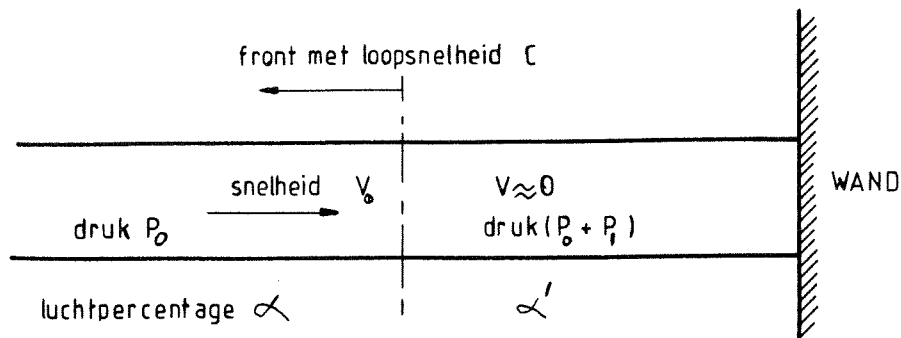 front met loopsnelheid C
snelheid V₀ V≈0 WAND
druk P₀ druk (P₀ + P₁)
luchtpercentage α α'